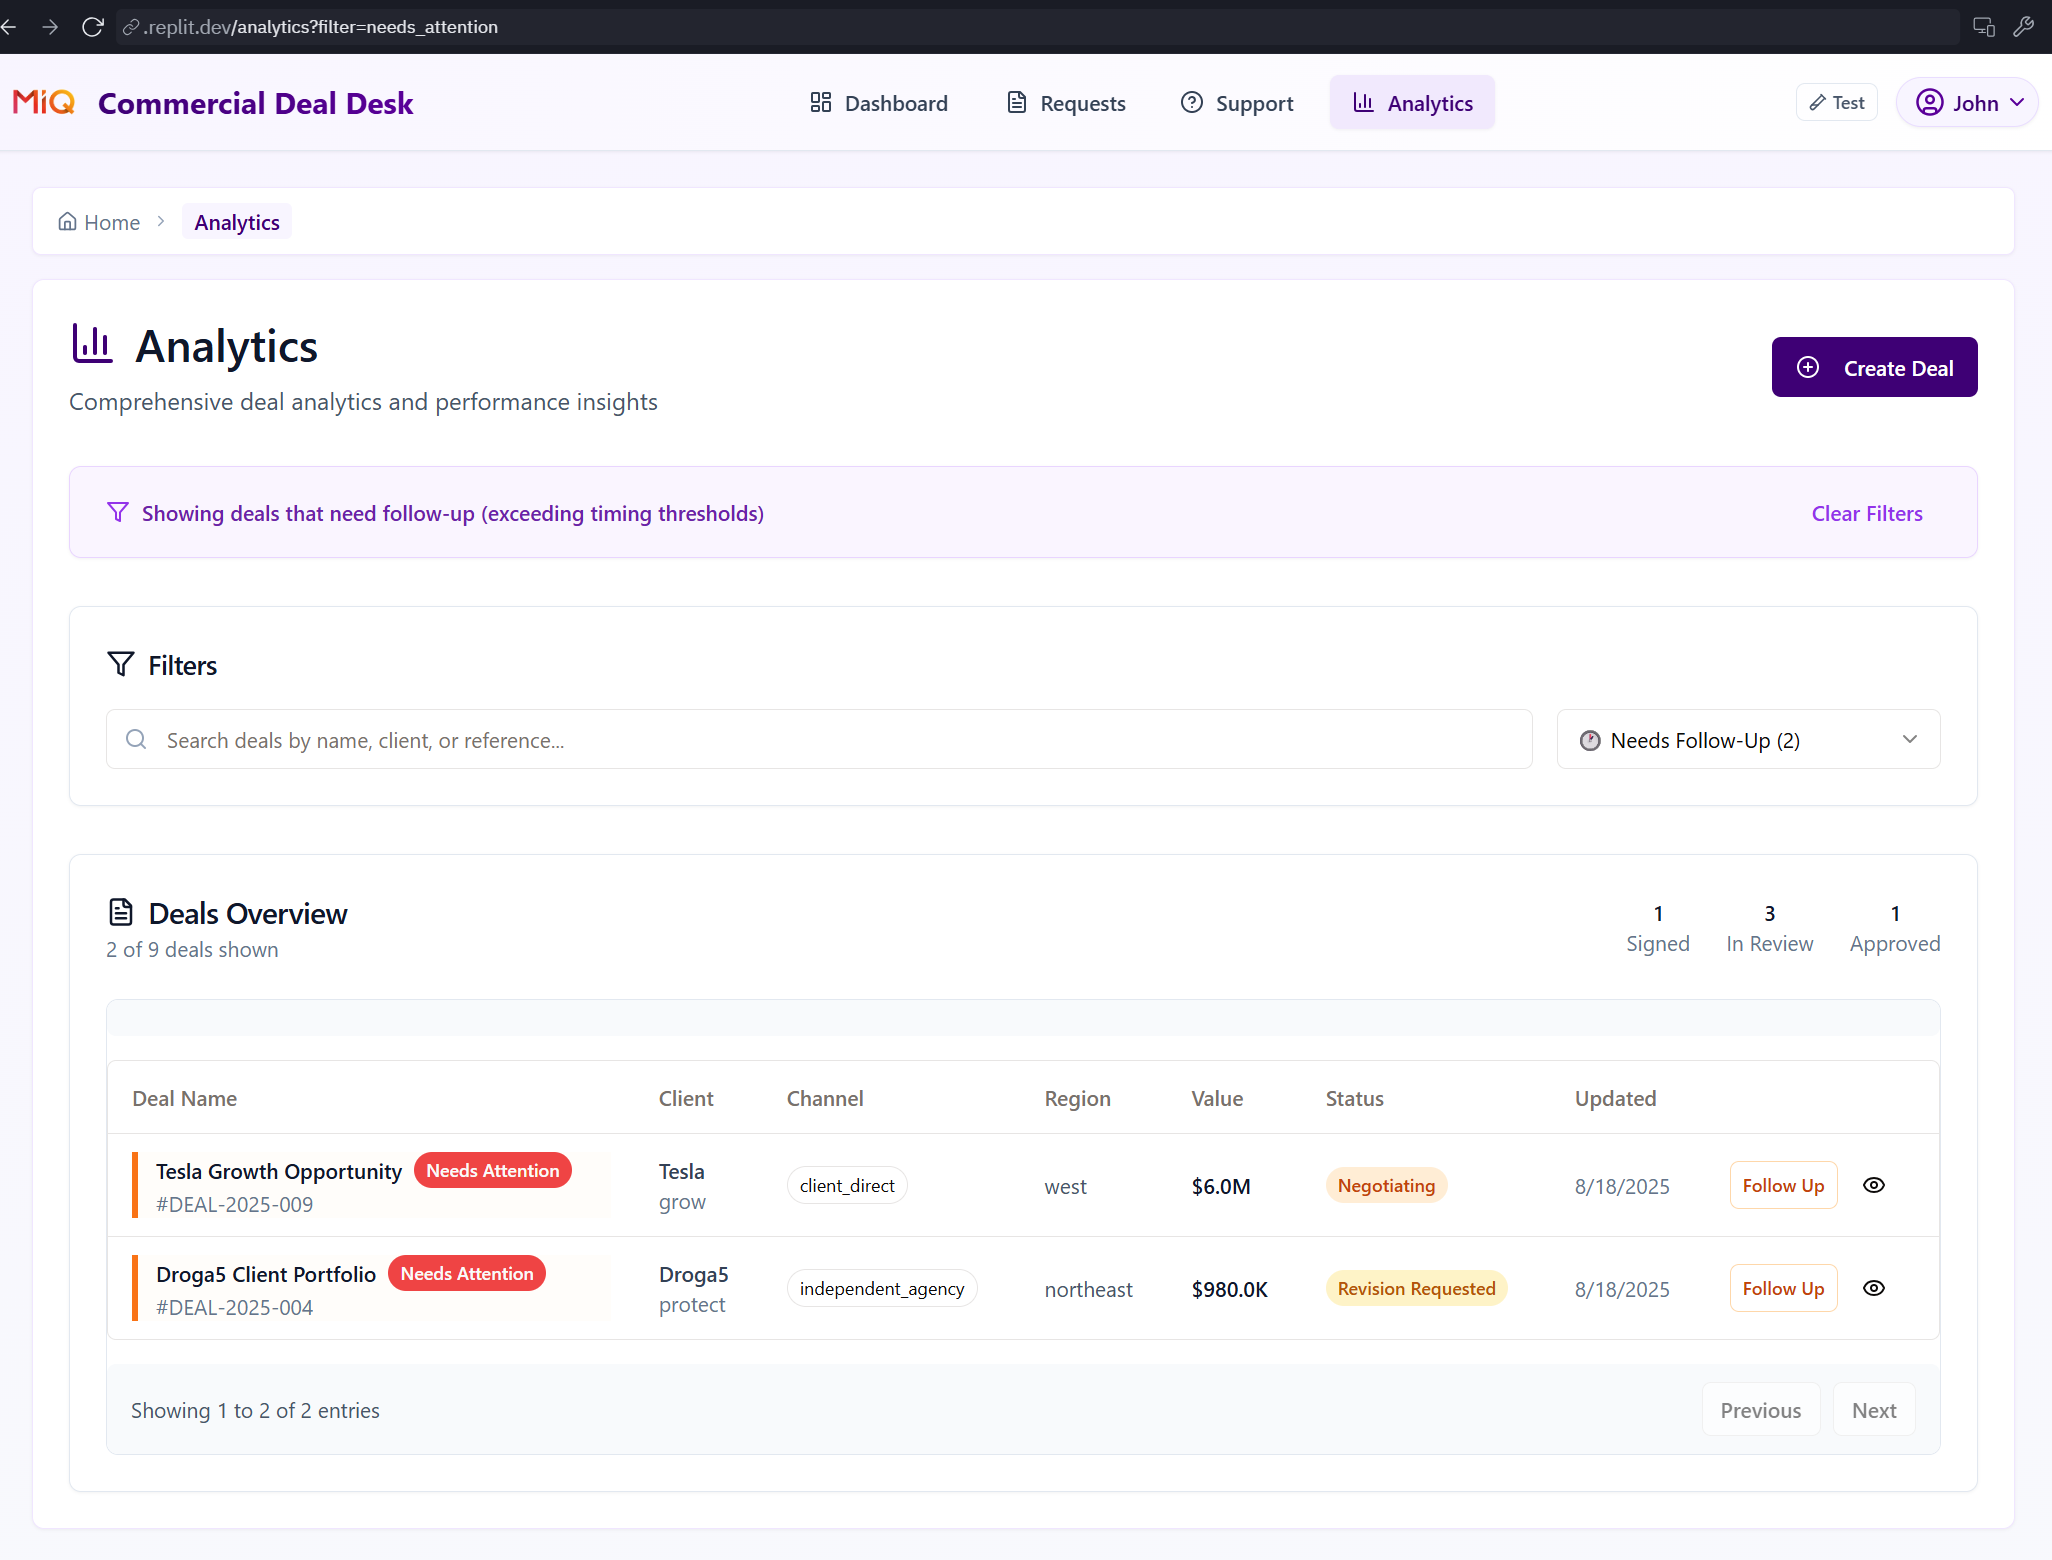 .replit.dev/analytics?filter=needs_attention
MiQ Commercial Deal Desk
Dashboard
Requests
Support
Analytics
Test
John
Home
Analytics
Analytics
Create Deal
Comprehensive deal analytics and performance insights
Showing deals that need follow-up (exceeding timing thresholds)
Clear Filters
Filters
Search deals by name, client, or reference...
Needs Follow-Up (2)
Deals Overview
2 of 9 deals shown
1 Signed
3 In Review
1 Approved
Deal Name Client Channel Region Value Status Updated
Tesla Growth Opportunity Needs Attention
#DEAL-2025-009
Tesla
grow
client_direct
west
$6.0M
Negotiating
8/18/2025
Follow Up
Droga5 Client Portfolio Needs Attention
#DEAL-2025-004
Droga5
protect
independent_agency
northeast
$980.0K
Revision Requested
8/18/2025
Follow Up
Showing 1 to 2 of 2 entries
Previous
Next